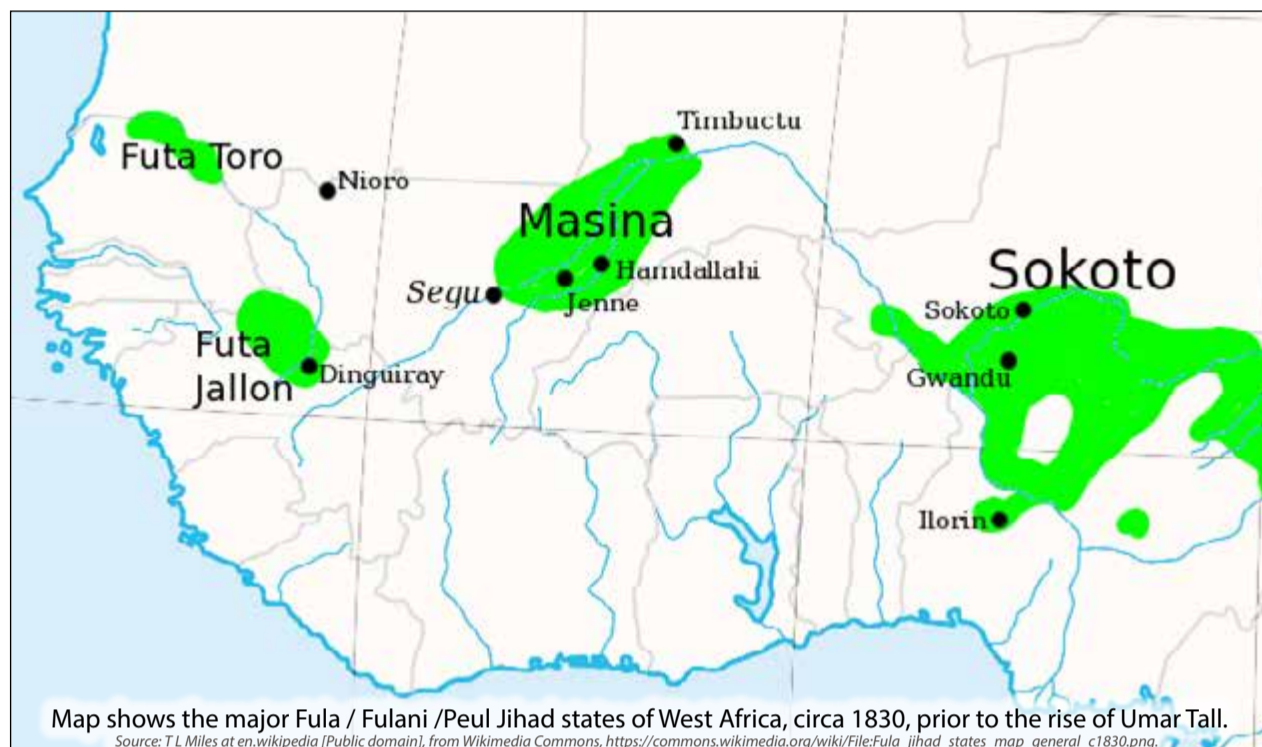 Timbuctu
Futa Toro
Nioro
Masina
Hamdallahi
Segu
Jenne
Sokoto
Sokoto
Gwandu
Futa
Jallon
Dinguiray
Ilorin
Map shows the major Fula / Fulani /Peul Jihad states of West Africa, circa 1830, prior to the rise of Umar Tall.
Source: T L Miles at en.wikipedia [Public domain], from Wikimedia Commons, https://commons.wikimedia.org/wiki/File:Fula_jihad_states_map_general_c1830.png.